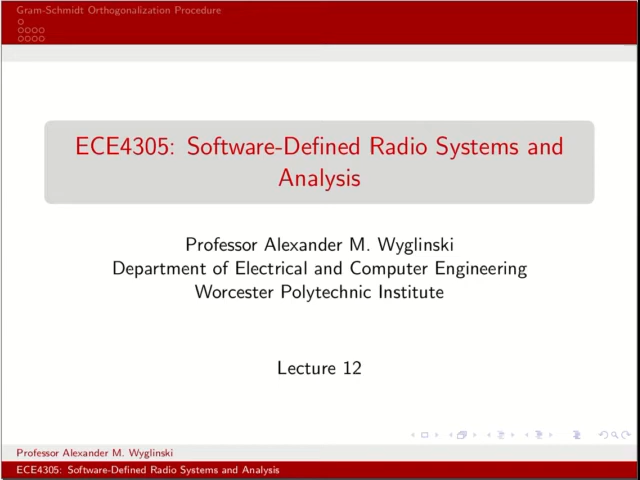 Gram-Schmidt Orthogonalization Procedure
ECE4305: Software-Defined Radio Systems and
Analysis
Professor Alexander M. Wyglinski
Department of Electrical and Computer Engineering
Worcester Polytechnic Institute
Lecture 12
Professor Alexander M. Wyglinski
ECE4305: Software-Defined Radio Systems and Analysis